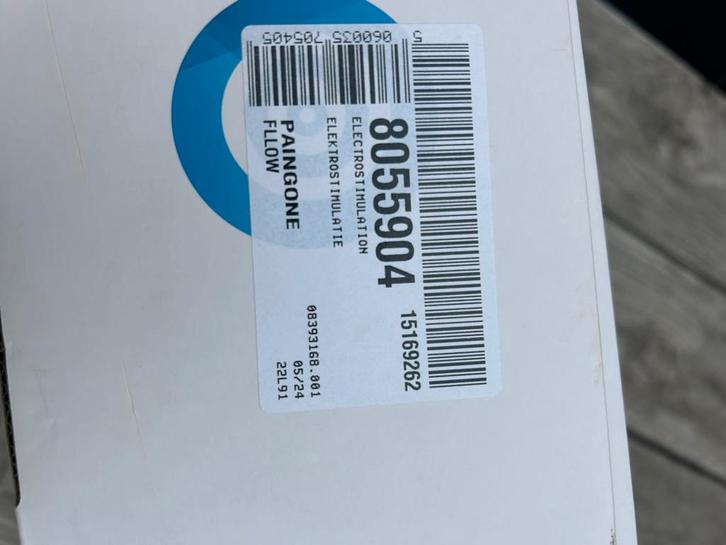 8055904
15169262
ELECTROSTIMULATION
ELEKTROSTIMULATIE
PAINGONE
FLLOW
08393168.001
05/24
22L91
5 060035 705405